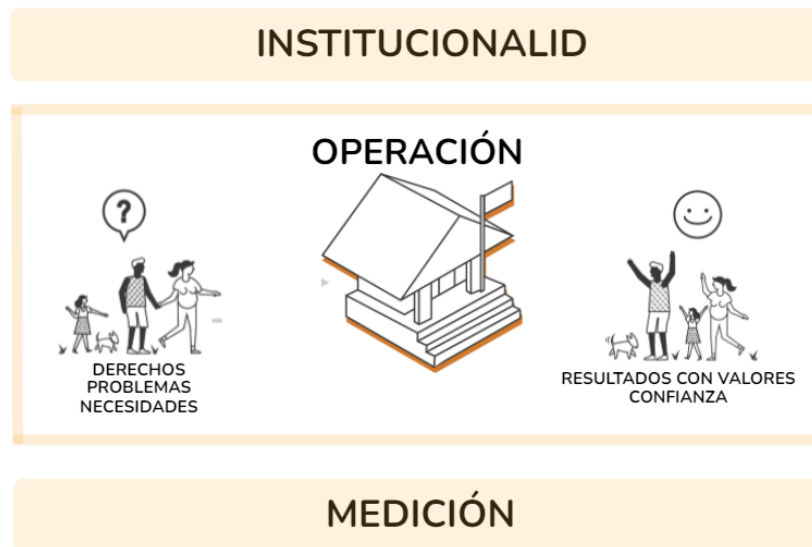 INSTITUCIONALID
OPERACIÓN
?
DERECHOS
PROBLEMAS
NECESIDADES
RESULTADOS CON VALORES
CONFIANZA
MEDICIÓN